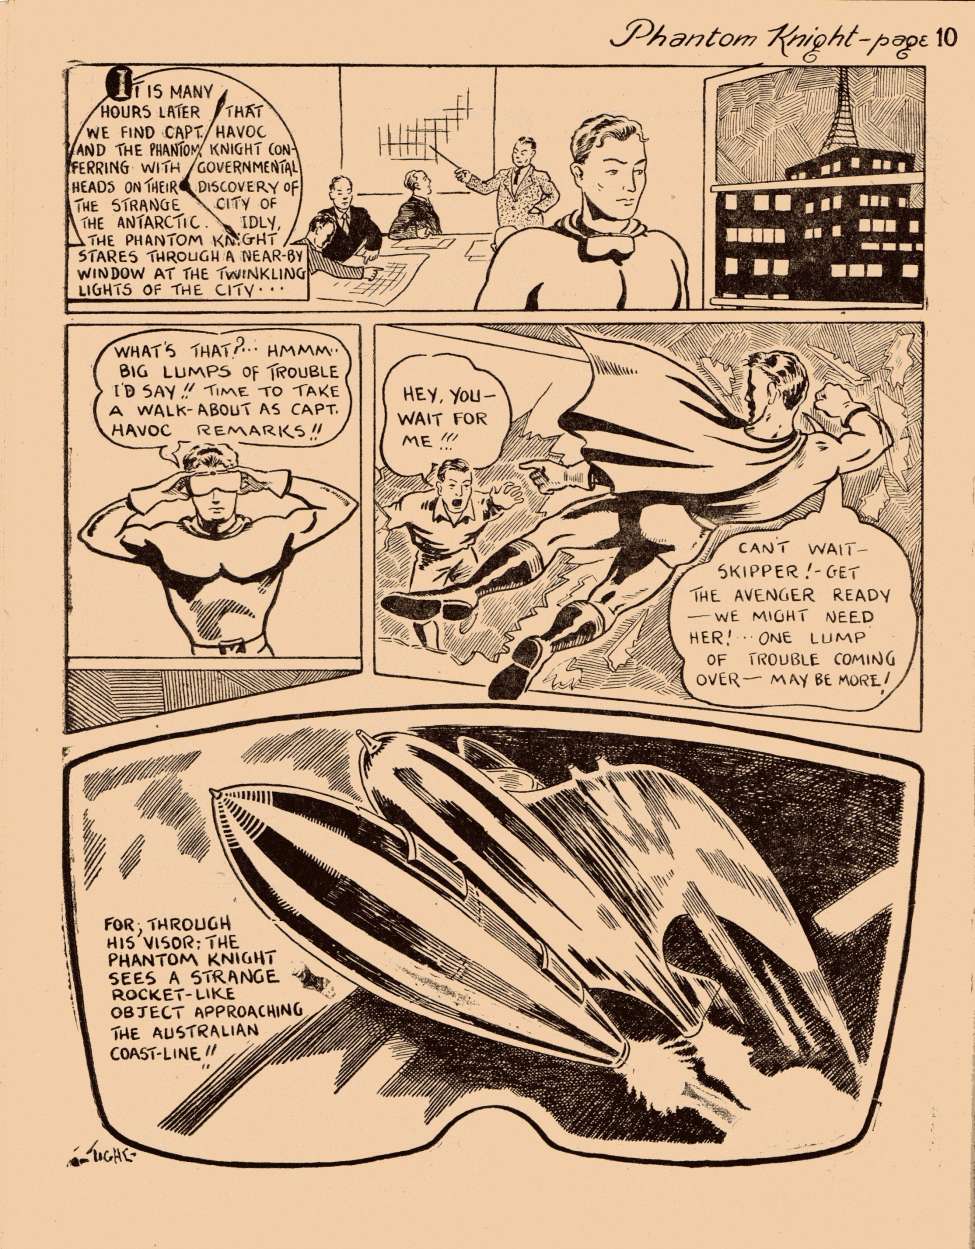 Phantom Knight - page 10
IT IS MANY
HOURS LATER THAT
WE FIND CAPT. HAVOC
AND THE PHANTOM KNIGHT CON-
FERRING WITH GOVERNMENTAL
HEADS ON THEIR DISCOVERY OF
THE STRANGE CITY OF
THE ANTARCTIC. IDLY,
THE PHANTOM KNIGHT
STARES THROUGH A NEAR-BY
WINDOW AT THE TWINKLING
LIGHTS OF THE CITY...
WHAT'S THAT?... HMMM..
BIG LUMPS OF TROUBLE
I'D SAY!! TIME TO TAKE
A WALK-ABOUT AS CAPT.
HAVOC REMARKS!!
HEY, YOU—
WAIT FOR
ME!!!
CAN'T WAIT—
SKIPPER!-GET
THE AVENGER READY
—WE MIGHT NEED
HER!... ONE LUMP
OF TROUBLE COMING
OVER— MAY BE MORE!
FOR; THROUGH
HIS VISOR; THE
PHANTOM KNIGHT
SEES A STRANGE
ROCKET-LIKE
OBJECT APPROACHING
THE AUSTRALIAN
COAST-LINE!!